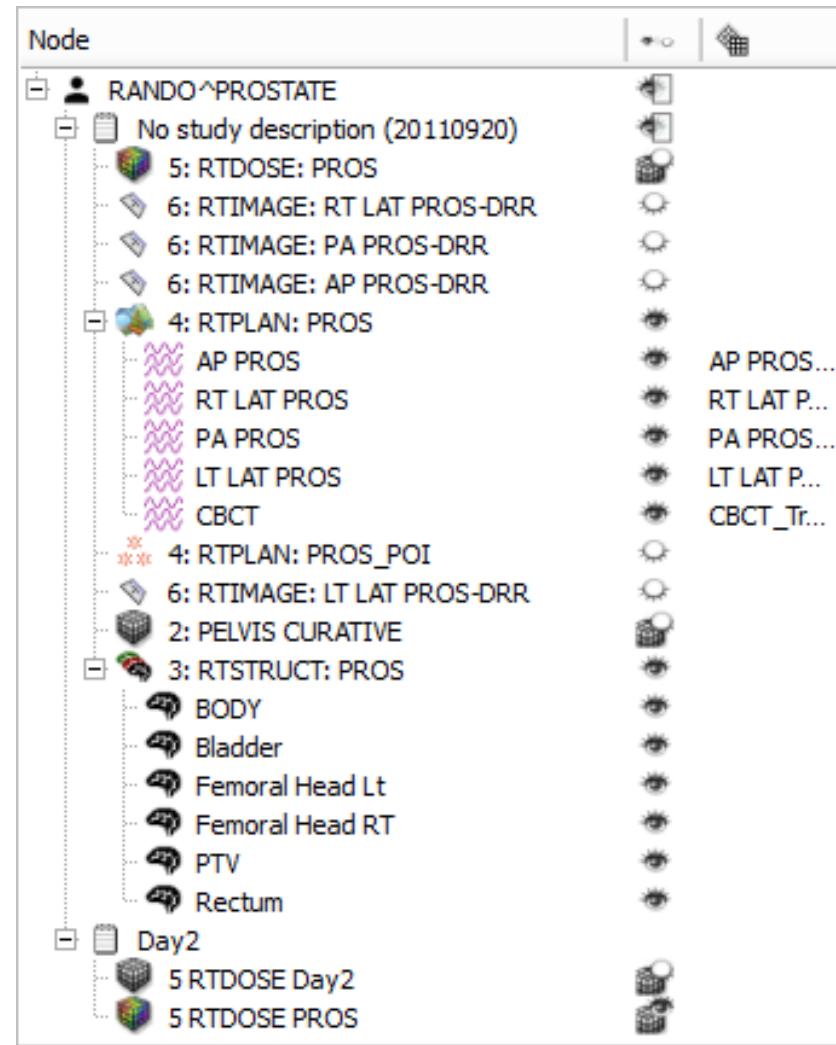 Node
RANDO^PROSTATE
No study description (20110920)
5: RTDOSE: PROS
6: RTIMAGE: RT LAT PROS-DRR
6: RTIMAGE: PA PROS-DRR
6: RTIMAGE: AP PROS-DRR
4: RTPLAN: PROS
AP PROS AP PROS...
RT LAT PROS RT LAT P...
PA PROS PA PROS...
LT LAT PROS LT LAT P...
CBCT CBCT_Tr...
4: RTPLAN: PROS_POI
6: RTIMAGE: LT LAT PROS-DRR
2: PELVIS CURATIVE
3: RTSTRUCT: PROS
BODY
Bladder
Femoral Head Lt
Femoral Head RT
PTV
Rectum
Day2
5 RTDOSE Day2
5 RTDOSE PROS